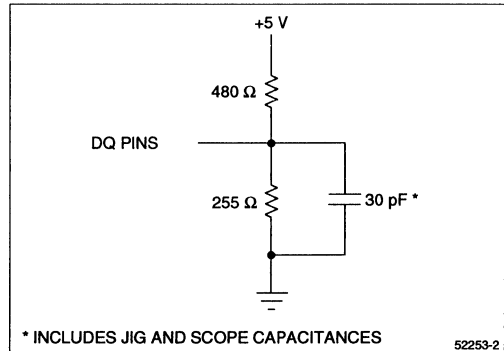 +5 V
480 Ω
DQ PINS
255 Ω
30 pF *
* INCLUDES JIG AND SCOPE CAPACITANCES
52253-2